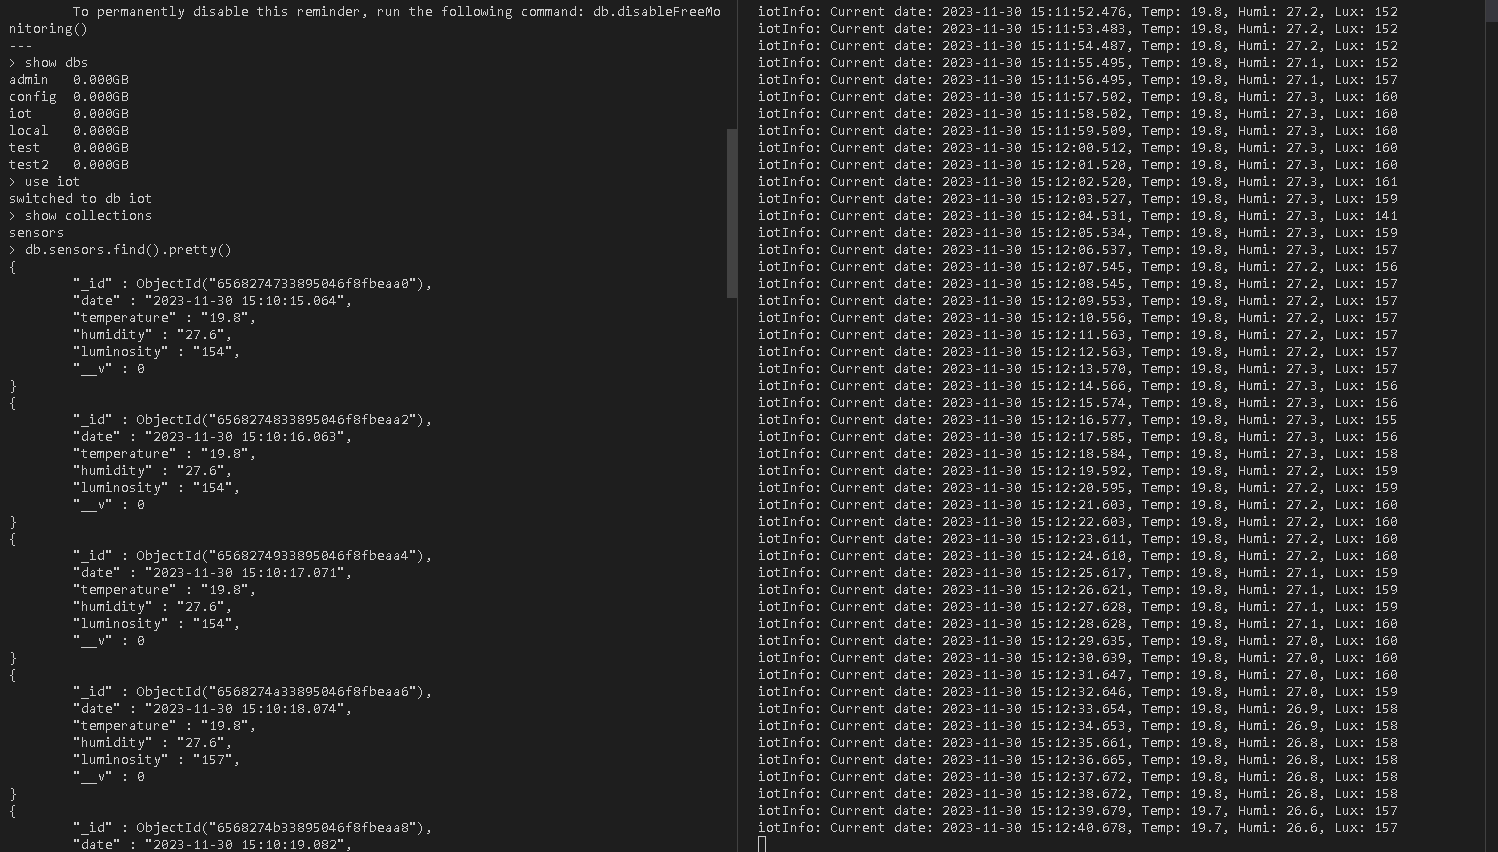 To permanently disable this reminder, run the following command: db.disableFreeMo
nitoring()
---
> show dbs
admin   0.000GB
config  0.000GB
iot     0.000GB
local   0.000GB
test    0.000GB
test2   0.000GB
> use iot
switched to db iot
> show collections
sensors
> db.sensors.find().pretty()
{
"_id" : ObjectId("6568274733895046f8fbeaa0"),
"date" : "2023-11-30 15:10:15.064",
"temperature" : "19.8",
"humidity" : "27.6",
"luminosity" : "154",
"__v" : 0
}
{
"_id" : ObjectId("6568274833895046f8fbeaa2"),
"date" : "2023-11-30 15:10:16.063",
"temperature" : "19.8",
"humidity" : "27.6",
"luminosity" : "154",
"__v" : 0
}
{
"_id" : ObjectId("6568274933895046f8fbeaa4"),
"date" : "2023-11-30 15:10:17.071",
"temperature" : "19.8",
"humidity" : "27.6",
"luminosity" : "154",
"__v" : 0
}
{
"_id" : ObjectId("6568274a33895046f8fbeaa6"),
"date" : "2023-11-30 15:10:18.074",
"temperature" : "19.8",
"humidity" : "27.6",
"luminosity" : "157",
"__v" : 0
}
{
"_id" : ObjectId("6568274b33895046f8fbeaa8"),
"date" : "2023-11-30 15:10:19.082",
iotInfo: Current date: 2023-11-30 15:11:52.476, Temp: 19.8, Humi: 27.2, Lux: 152
iotInfo: Current date: 2023-11-30 15:11:53.483, Temp: 19.8, Humi: 27.2, Lux: 152
iotInfo: Current date: 2023-11-30 15:11:54.487, Temp: 19.8, Humi: 27.2, Lux: 152
iotInfo: Current date: 2023-11-30 15:11:55.495, Temp: 19.8, Humi: 27.1, Lux: 152
iotInfo: Current date: 2023-11-30 15:11:56.495, Temp: 19.8, Humi: 27.1, Lux: 157
iotInfo: Current date: 2023-11-30 15:11:57.502, Temp: 19.8, Humi: 27.3, Lux: 160
iotInfo: Current date: 2023-11-30 15:11:58.502, Temp: 19.8, Humi: 27.3, Lux: 160
iotInfo: Current date: 2023-11-30 15:11:59.509, Temp: 19.8, Humi: 27.3, Lux: 160
iotInfo: Current date: 2023-11-30 15:12:00.512, Temp: 19.8, Humi: 27.3, Lux: 160
iotInfo: Current date: 2023-11-30 15:12:01.520, Temp: 19.8, Humi: 27.3, Lux: 160
iotInfo: Current date: 2023-11-30 15:12:02.520, Temp: 19.8, Humi: 27.3, Lux: 161
iotInfo: Current date: 2023-11-30 15:12:03.527, Temp: 19.8, Humi: 27.3, Lux: 159
iotInfo: Current date: 2023-11-30 15:12:04.531, Temp: 19.8, Humi: 27.3, Lux: 141
iotInfo: Current date: 2023-11-30 15:12:05.534, Temp: 19.8, Humi: 27.3, Lux: 159
iotInfo: Current date: 2023-11-30 15:12:06.537, Temp: 19.8, Humi: 27.3, Lux: 157
iotInfo: Current date: 2023-11-30 15:12:07.545, Temp: 19.8, Humi: 27.2, Lux: 156
iotInfo: Current date: 2023-11-30 15:12:08.545, Temp: 19.8, Humi: 27.2, Lux: 157
iotInfo: Current date: 2023-11-30 15:12:09.553, Temp: 19.8, Humi: 27.2, Lux: 157
iotInfo: Current date: 2023-11-30 15:12:10.556, Temp: 19.8, Humi: 27.2, Lux: 157
iotInfo: Current date: 2023-11-30 15:12:11.563, Temp: 19.8, Humi: 27.2, Lux: 157
iotInfo: Current date: 2023-11-30 15:12:12.563, Temp: 19.8, Humi: 27.2, Lux: 157
iotInfo: Current date: 2023-11-30 15:12:13.570, Temp: 19.8, Humi: 27.3, Lux: 157
iotInfo: Current date: 2023-11-30 15:12:14.566, Temp: 19.8, Humi: 27.3, Lux: 156
iotInfo: Current date: 2023-11-30 15:12:15.574, Temp: 19.8, Humi: 27.3, Lux: 156
iotInfo: Current date: 2023-11-30 15:12:16.577, Temp: 19.8, Humi: 27.3, Lux: 155
iotInfo: Current date: 2023-11-30 15:12:17.585, Temp: 19.8, Humi: 27.3, Lux: 156
iotInfo: Current date: 2023-11-30 15:12:18.584, Temp: 19.8, Humi: 27.3, Lux: 158
iotInfo: Current date: 2023-11-30 15:12:19.592, Temp: 19.8, Humi: 27.2, Lux: 159
iotInfo: Current date: 2023-11-30 15:12:20.595, Temp: 19.8, Humi: 27.2, Lux: 159
iotInfo: Current date: 2023-11-30 15:12:21.603, Temp: 19.8, Humi: 27.2, Lux: 160
iotInfo: Current date: 2023-11-30 15:12:22.603, Temp: 19.8, Humi: 27.2, Lux: 160
iotInfo: Current date: 2023-11-30 15:12:23.611, Temp: 19.8, Humi: 27.2, Lux: 160
iotInfo: Current date: 2023-11-30 15:12:24.610, Temp: 19.8, Humi: 27.2, Lux: 160
iotInfo: Current date: 2023-11-30 15:12:25.617, Temp: 19.8, Humi: 27.1, Lux: 159
iotInfo: Current date: 2023-11-30 15:12:26.621, Temp: 19.8, Humi: 27.1, Lux: 159
iotInfo: Current date: 2023-11-30 15:12:27.628, Temp: 19.8, Humi: 27.1, Lux: 159
iotInfo: Current date: 2023-11-30 15:12:28.628, Temp: 19.8, Humi: 27.1, Lux: 160
iotInfo: Current date: 2023-11-30 15:12:29.635, Temp: 19.8, Humi: 27.0, Lux: 160
iotInfo: Current date: 2023-11-30 15:12:30.639, Temp: 19.8, Humi: 27.0, Lux: 160
iotInfo: Current date: 2023-11-30 15:12:31.647, Temp: 19.8, Humi: 27.0, Lux: 160
iotInfo: Current date: 2023-11-30 15:12:32.646, Temp: 19.8, Humi: 27.0, Lux: 159
iotInfo: Current date: 2023-11-30 15:12:33.654, Temp: 19.8, Humi: 26.9, Lux: 158
iotInfo: Current date: 2023-11-30 15:12:34.653, Temp: 19.8, Humi: 26.9, Lux: 158
iotInfo: Current date: 2023-11-30 15:12:35.661, Temp: 19.8, Humi: 26.8, Lux: 158
iotInfo: Current date: 2023-11-30 15:12:36.665, Temp: 19.8, Humi: 26.8, Lux: 158
iotInfo: Current date: 2023-11-30 15:12:37.672, Temp: 19.8, Humi: 26.8, Lux: 158
iotInfo: Current date: 2023-11-30 15:12:38.672, Temp: 19.8, Humi: 26.8, Lux: 158
iotInfo: Current date: 2023-11-30 15:12:39.679, Temp: 19.7, Humi: 26.6, Lux: 157
iotInfo: Current date: 2023-11-30 15:12:40.678, Temp: 19.7, Humi: 26.6, Lux: 157